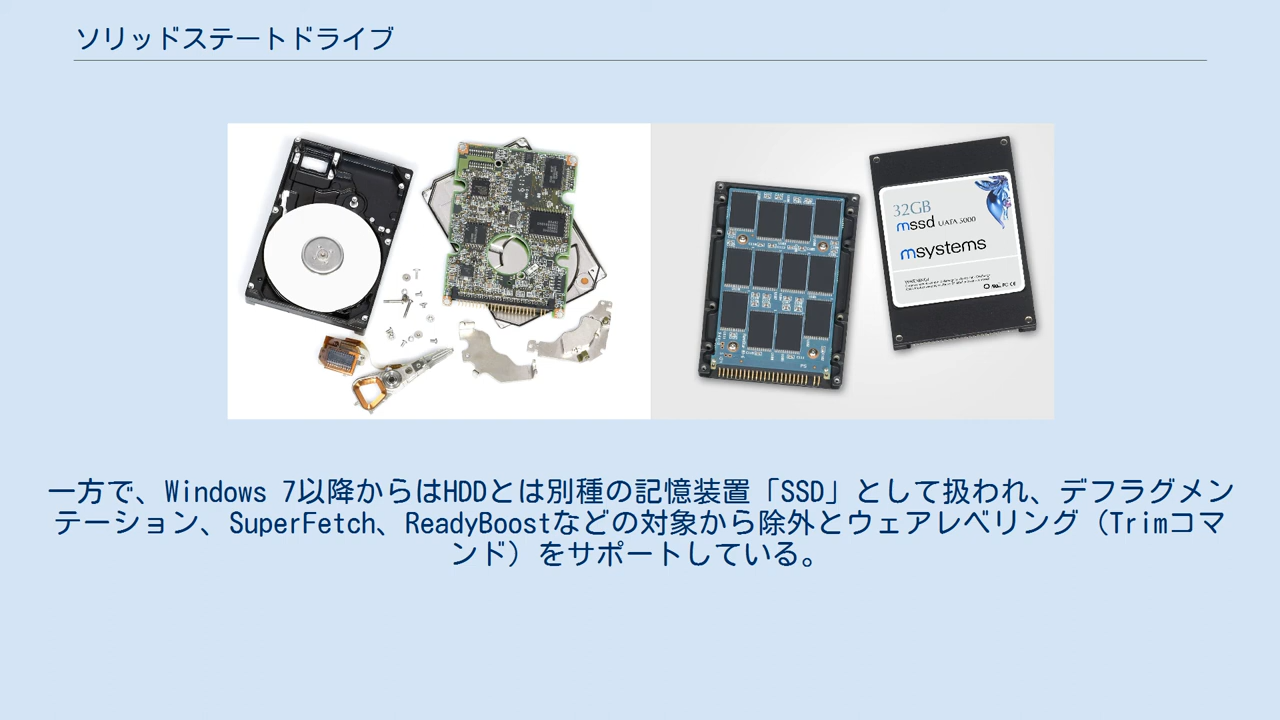 ソリッドステートドライブ
32GB
mssd UATA 5000
msystems
一方で、Windows 7以降からはHDDとは別種の記憶装置「SSD」として扱われ、デフラグメン
テーション、SuperFetch、ReadyBoostなどの対象から除外とウェアレベリング（Trimコマ
ンド）をサポートしている。